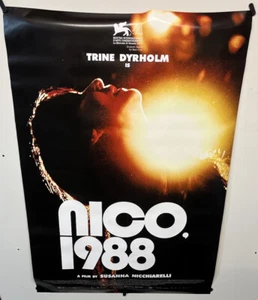 TRINE DYRHOLM
IS
NICO,
1988
A FILM BY SUSANNA NICCHIARELLI